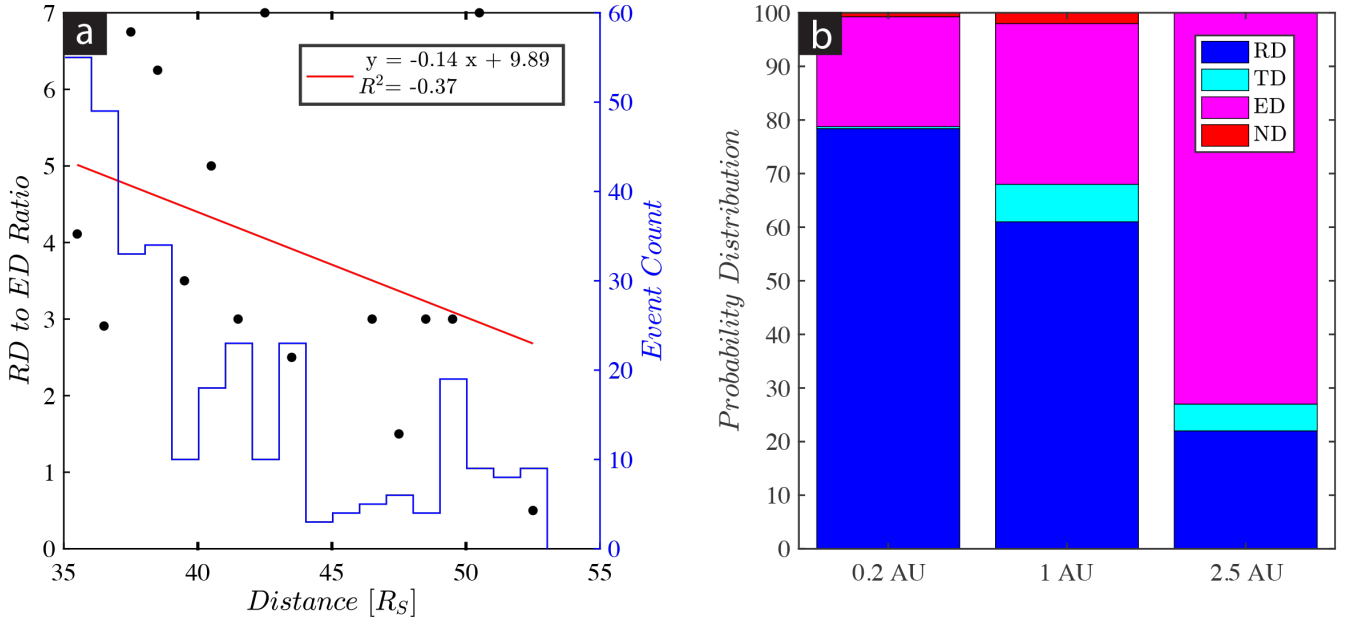 a
y = -0.14 x + 9.89
R²= -0.37
RD to ED Ratio
7
6
5
4
3
2
1
0
60
50
40
30
20
10
0
Event Count
35
40
45
50
55
Distance [R_S]
b
RD
TD
ED
ND
Probability Distribution
100
90
80
70
60
50
40
30
20
10
0
0.2 AU
1 AU
2.5 AU